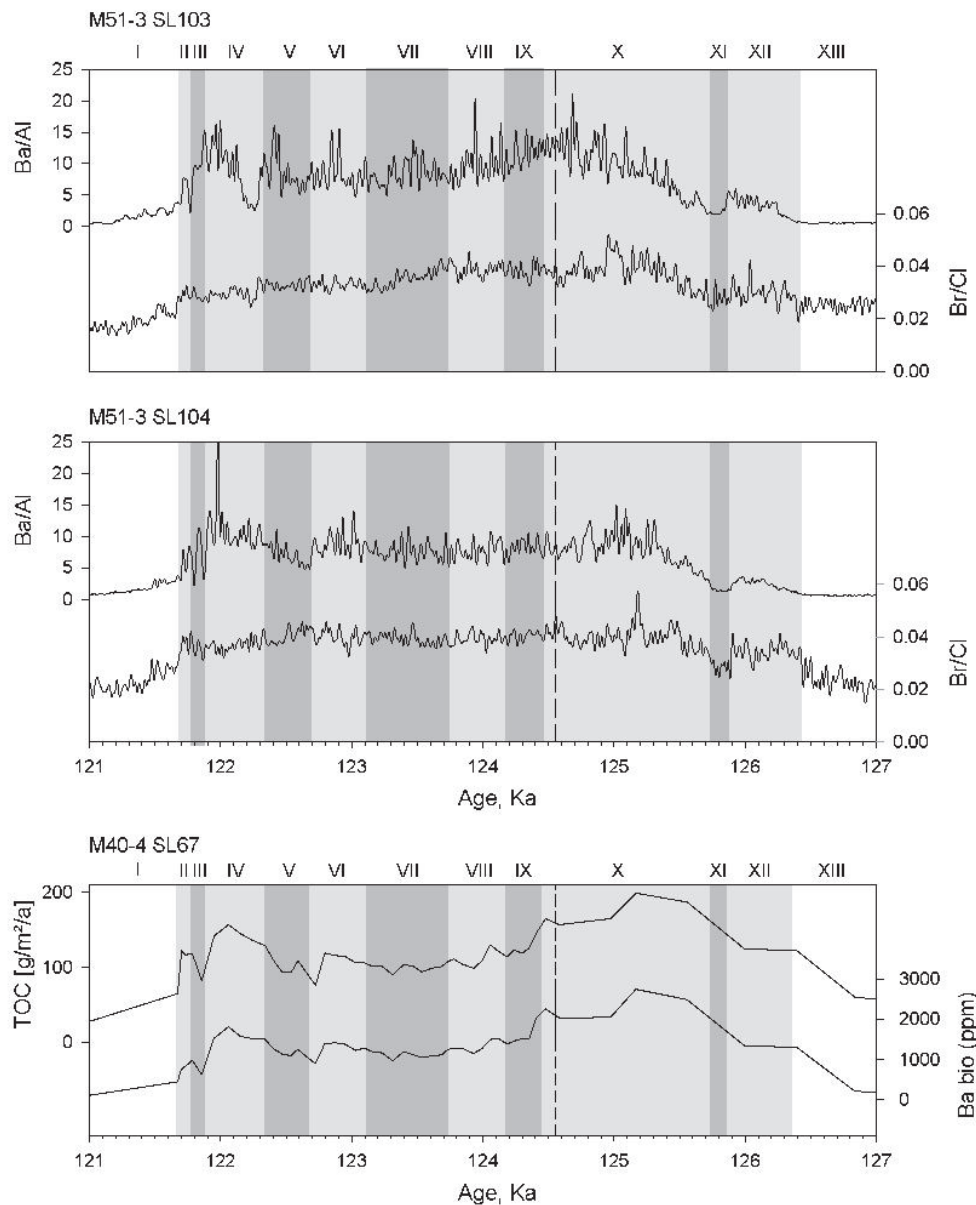 M51-3 SL103
I II III IV V VI VII VIII IX X XI XII XIII
25
20
15
10
5
0
Ba/Al
0.06
0.04
0.02
0.00
Br/Cl
M51-3 SL104
25
20
15
10
5
0
Ba/Al
0.06
0.04
0.02
0.00
Br/Cl
121 122 123 124 125 126 127
Age, Ka
M40-4 SL67
I II III IV V VI VII VIII IX X XI XII XIII
200
100
0
TOC [g/m²/a]
3000
2000
1000
0
Ba bio (ppm)
121 122 123 124 125 126 127
Age, Ka